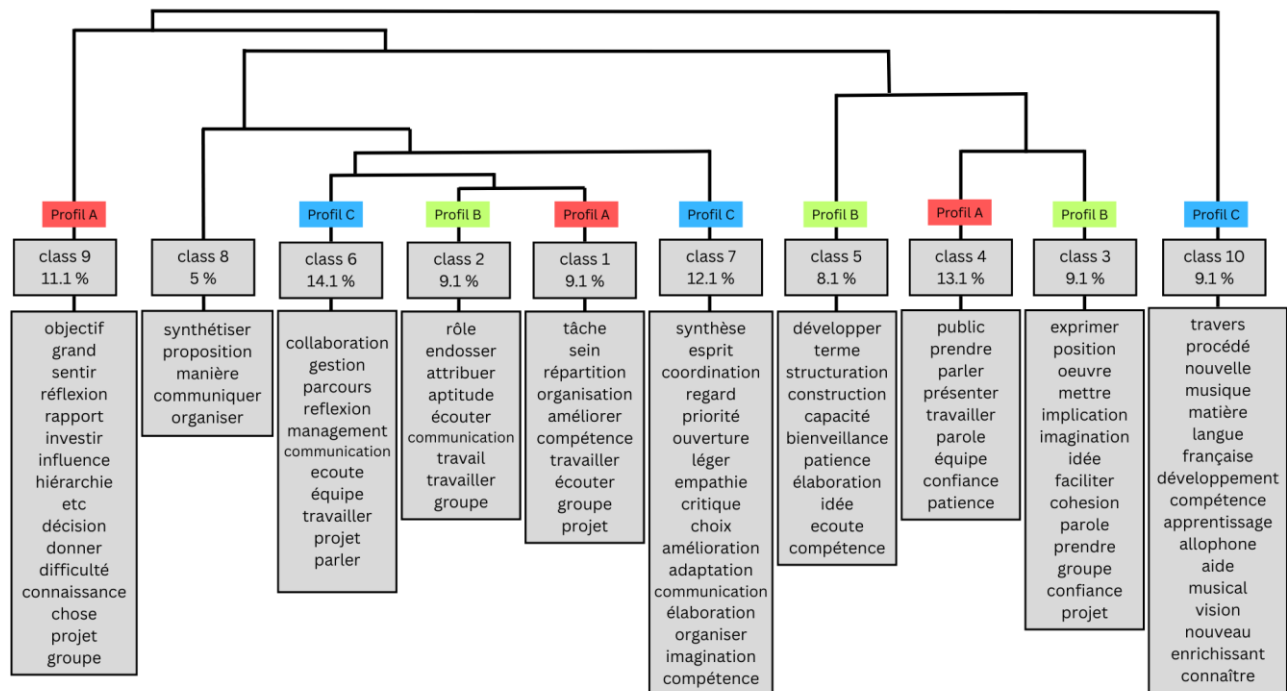 Profil A
Profil C
Profil B
Profil A
Profil C
Profil B
Profil A
Profil B
Profil C
class 9
11.1 %
class 8
5 %
class 6
14.1 %
class 2
9.1 %
class 1
9.1 %
class 7
12.1 %
class 5
8.1 %
class 4
13.1 %
class 3
9.1 %
class 10
9.1 %
objectif
grand
sentir
réflexion
rapport
investir
influence
hiérarchie
etc
décision
donner
difficulté
connaissance
chose
projet
groupe
synthétiser
proposition
manière
communiquer
organiser
collaboration
gestion
parcours
reflexion
management
communication
ecoute
équipe
travailler
projet
parler
rôle
endosser
attribuer
aptitude
écouter
communication
travail
travailler
groupe
tâche
sein
répartition
organisation
améliorer
compétence
travailler
écouter
groupe
projet
synthèse
esprit
coordination
regard
priorité
ouverture
léger
empathie
critique
choix
amélioration
adaptation
communication
élaboration
organiser
imagination
compétence
développer
terme
structuration
construction
capacité
bienveillance
patience
élaboration
idée
ecoute
compétence
public
prendre
parler
présenter
travailler
parole
équipe
confiance
patience
exprimer
position
oeuvre
mettre
implication
imagination
idée
faciliter
cohesion
parole
prendre
groupe
confiance
projet
travers
procédé
nouvelle
musique
matière
langue
française
développement
compétence
apprentissage
allophone
aide
musical
vision
nouveau
enrichissant
connaître